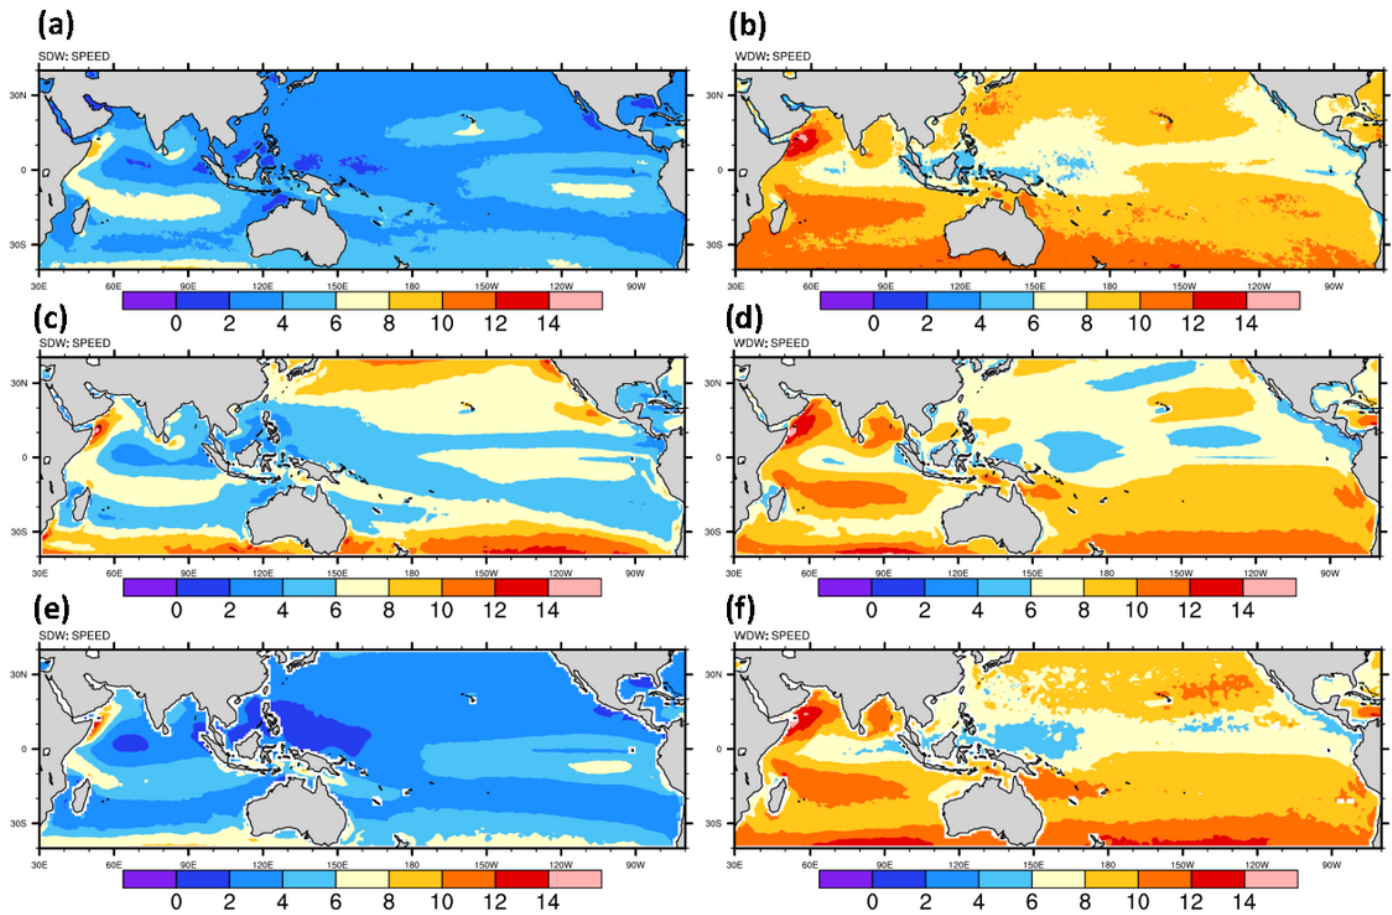 (a) (b)
SDW: SPEED WDW: SPEED
30N 30N
0 0
30S 30S
30E 60E 90E 120E 150E 180 150W 120W 90W 30E 60E 90E 120E 150E 180 150W 120W 90W
0 2 4 6 8 10 12 14 0 2 4 6 8 10 12 14
(c) (d)
SDW: SPEED WDW: SPEED
30N 30N
0 0
30S 30S
30E 60E 90E 120E 150E 180 150W 120W 90W 30E 60E 90E 120E 150E 180 150W 120W 90W
0 2 4 6 8 10 12 14 0 2 4 6 8 10 12 14
(e) (f)
SDW: SPEED WDW: SPEED
30N 30N
0 0
30S 30S
30E 60E 90E 120E 150E 180 150W 120W 90W 30E 60E 90E 120E 150E 180 150W 120W 90W
0 2 4 6 8 10 12 14 0 2 4 6 8 10 12 14